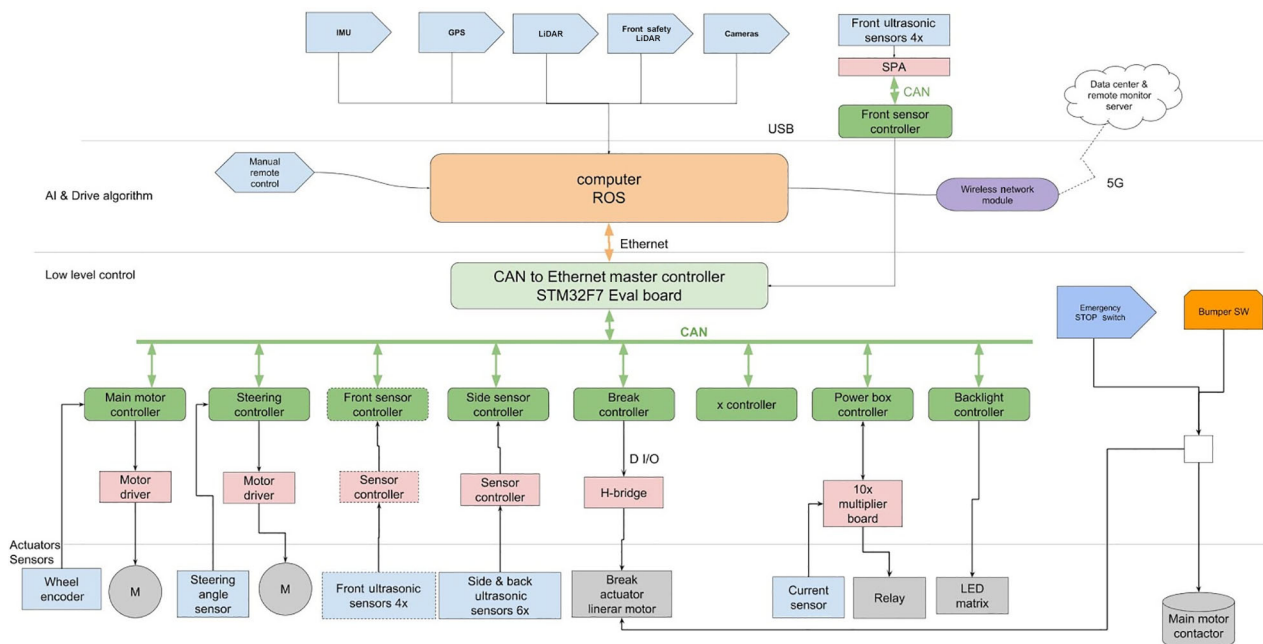 IMU
GPS
LiDAR
Front safety
LiDAR
Cameras
Front ultrasonic
sensors 4x
SPA
CAN
Front sensor
controller
Data center &
remote monitor
server
USB
Manual
remote
control
AI & Drive algorithm
computer
ROS
Wireless network
module
5G
Ethernet
Low level control
CAN to Ethernet master controller
STM32F7 Eval board
Emergency
STOP switch
Bumper SW
CAN
Main motor
controller
Steering
controller
Front sensor
controller
Side sensor
controller
Break
controller
x controller
Power box
controller
Backlight
controller
D I/O
Motor
driver
Motor
driver
Sensor
controller
Sensor
controller
H-bridge
10x
multiplier
board
Actuators
Sensors
Wheel
encoder
M
Steering
angle
sensor
M
Front ultrasonic
sensors 4x
Side & back
ultrasonic
sensors 6x
Break
actuator
linerar motor
Current
sensor
Relay
LED
matrix
Main motor
contactor